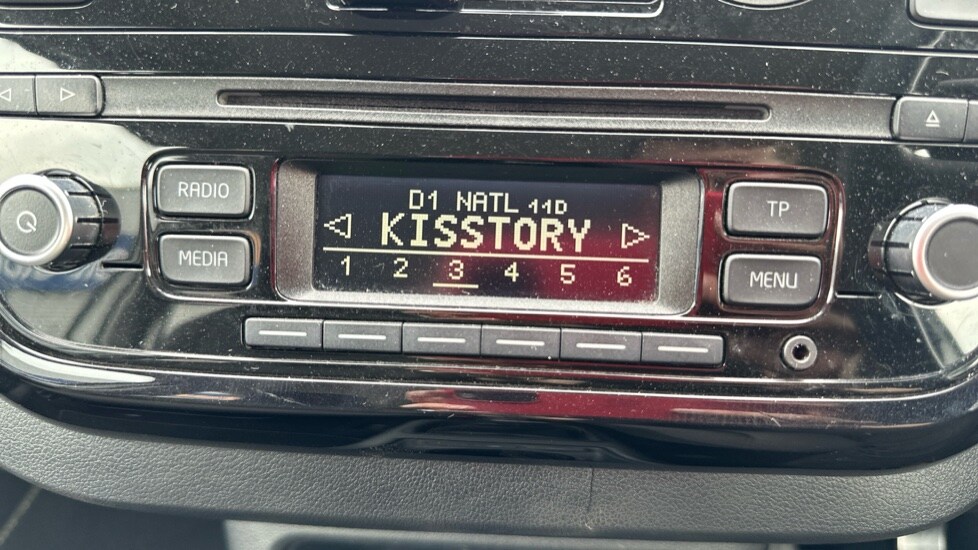 RADIO
MEDIA
D1 NATL 11D
KISSTORY
1 2 3 4 5 6
TP
MENU